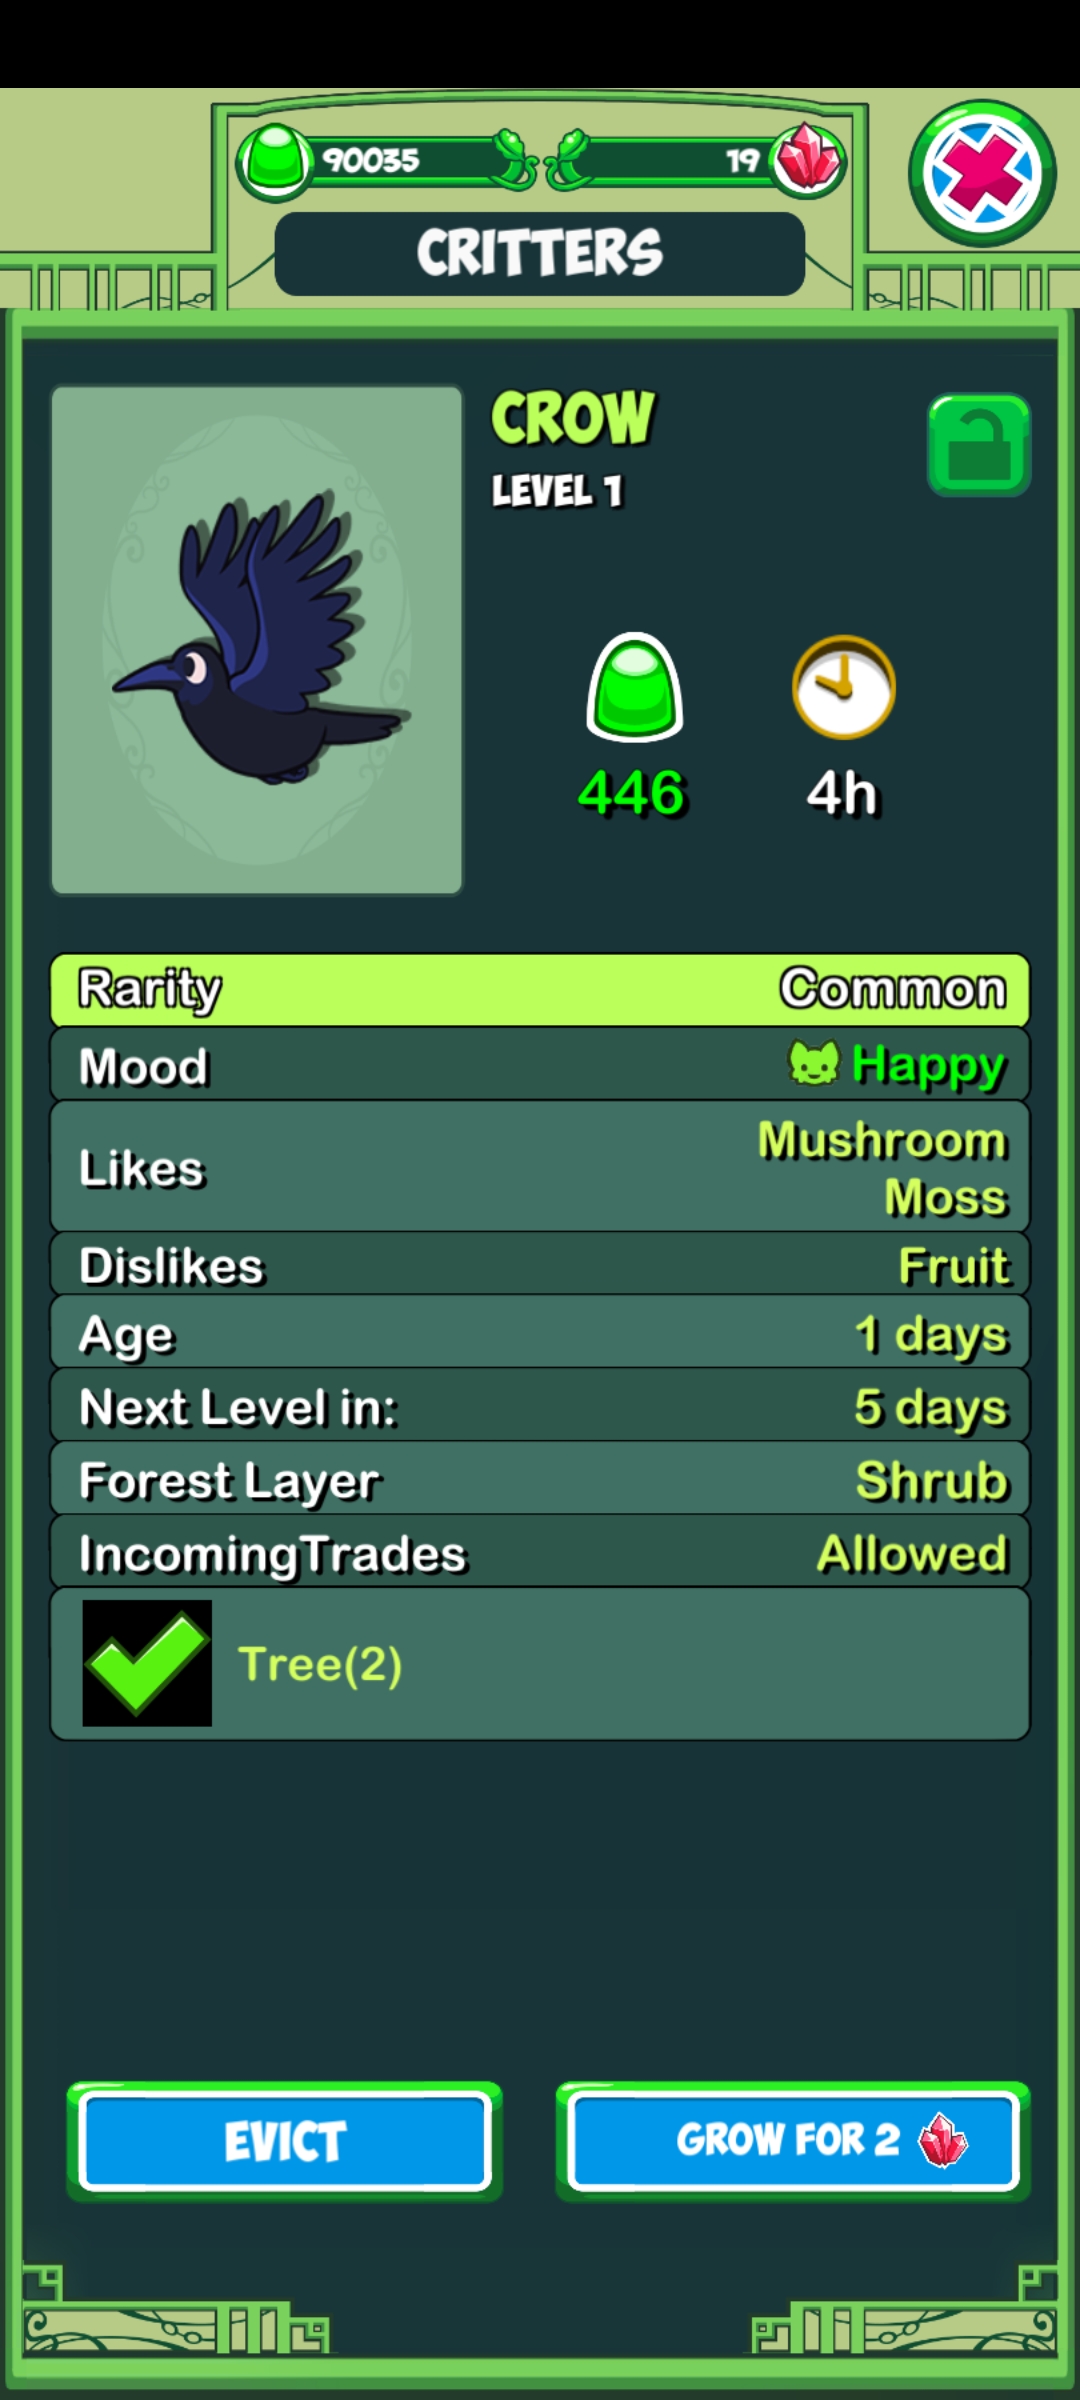 90035
19
CRITTERS
CROW
LEVEL 1
446
4h
Rarity Common
Mood Happy
Likes Mushroom
Moss
Dislikes Fruit
Age 1 days
Next Level in: 5 days
Forest Layer Shrub
IncomingTrades Allowed
Tree(2)
EVICT
GROW FOR 2